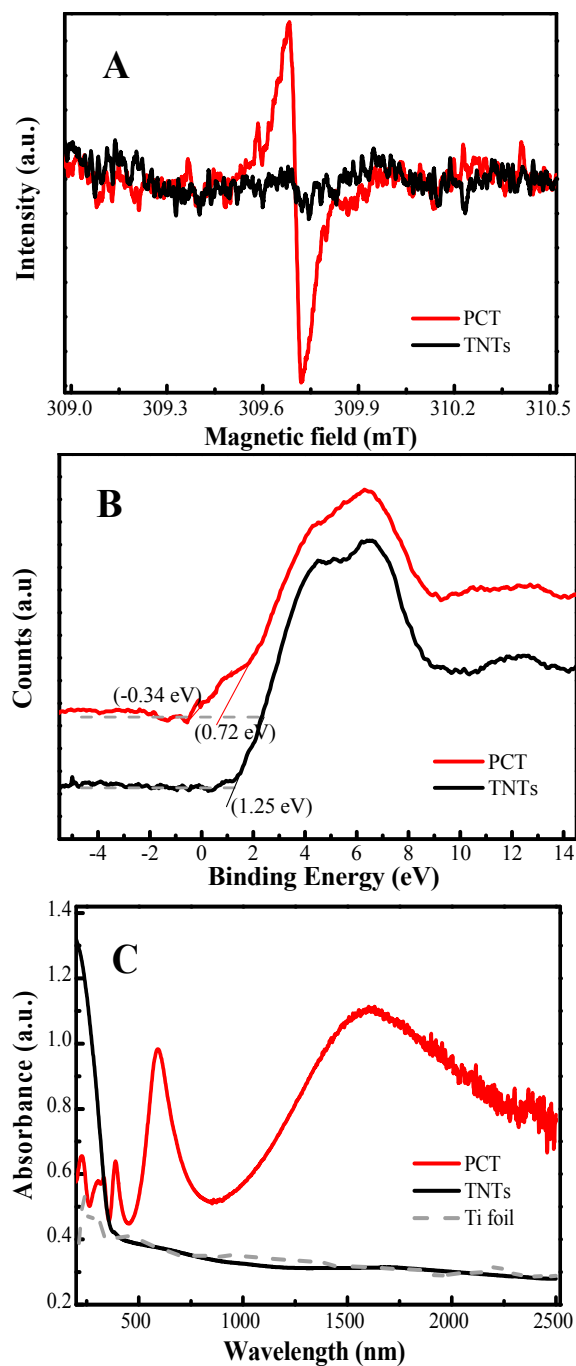 A
Intensity (a.u.)
PCT
TNTs
309.0 309.3 309.6 309.9 310.2 310.5
Magnetic field (mT)
B
Counts (a.u)
(-0.34 eV)
(0.72 eV)
(1.25 eV)
PCT
TNTs
-4 -2 0 2 4 6 8 10 12 14
Binding Energy (eV)
C
Absorbance (a.u.)
1.4
1.2
1.0
0.8
0.6
0.4
0.2
PCT
TNTs
Ti foil
500 1000 1500 2000 2500
Wavelength (nm)